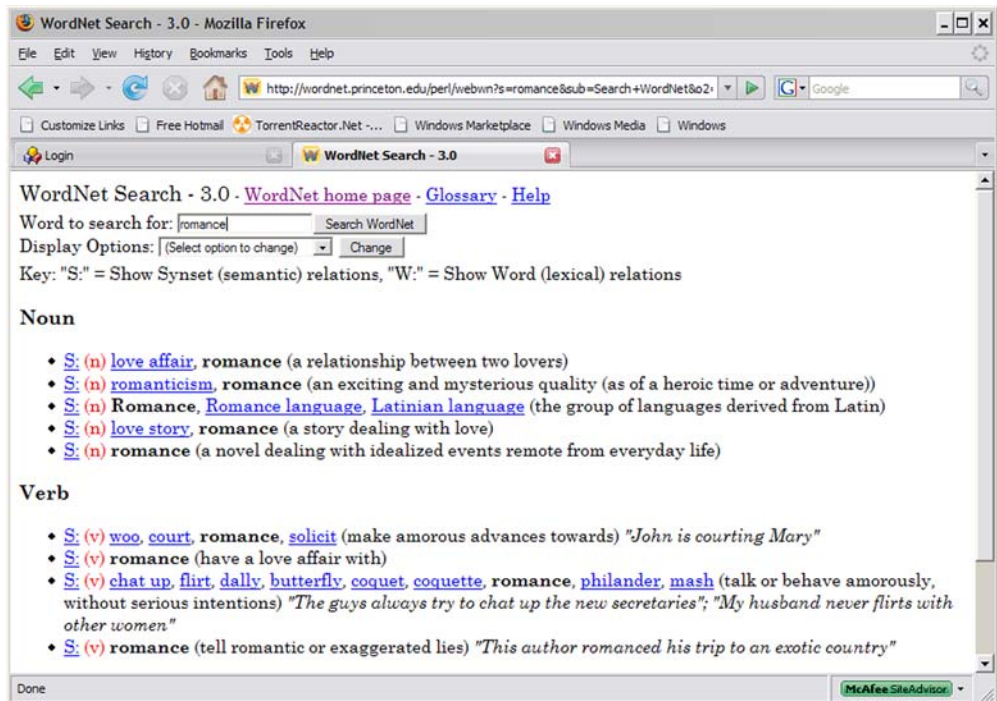 WordNet Search - 3.0 - Mozilla Firefox
File Edit View History Bookmarks Tools Help
http://wordnet.princeton.edu/perl/webwn?s=romance&sub=Search+WordNet&o2= G Google
Customize Links Free Hotmail TorrentReactor.Net -... Windows Marketplace Windows Media Windows
Login W WordNet Search - 3.0
WordNet Search - 3.0 - WordNet home page - Glossary - Help
Word to search for: romance Search WordNet
Display Options: (Select option to change) Change
Key: "S:" = Show Synset (semantic) relations, "W:" = Show Word (lexical) relations
Noun
• S: (n) love affair, romance (a relationship between two lovers)
• S: (n) romanticism, romance (an exciting and mysterious quality (as of a heroic time or adventure))
• S: (n) Romance, Romance language, Latinian language (the group of languages derived from Latin)
• S: (n) love story, romance (a story dealing with love)
• S: (n) romance (a novel dealing with idealized events remote from everyday life)
Verb
• S: (v) woo, court, romance, solicit (make amorous advances towards) "John is courting Mary"
• S: (v) romance (have a love affair with)
• S: (v) chat up, flirt, dally, butterfly, coquet, coquette, romance, philander, mash (talk or behave amorously,
without serious intentions) "The guys always try to chat up the new secretaries"; "My husband never flirts with
other women"
• S: (v) romance (tell romantic or exaggerated lies) "This author romanced his trip to an exotic country"
Done McAfee SiteAdvisor